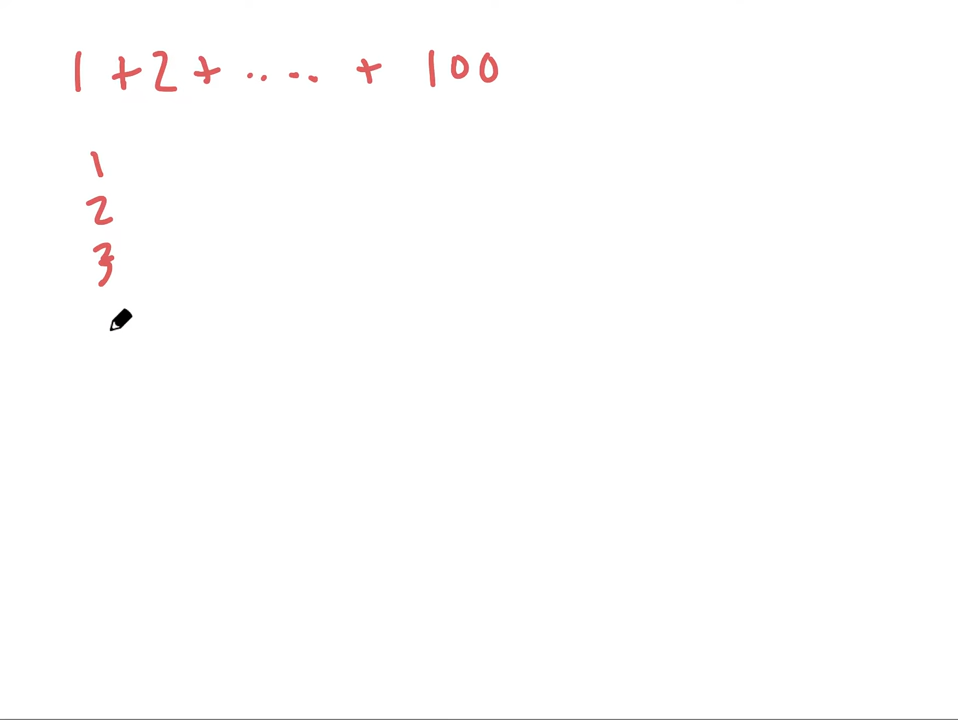 1 + 2 + ..... + 100
1
2
3